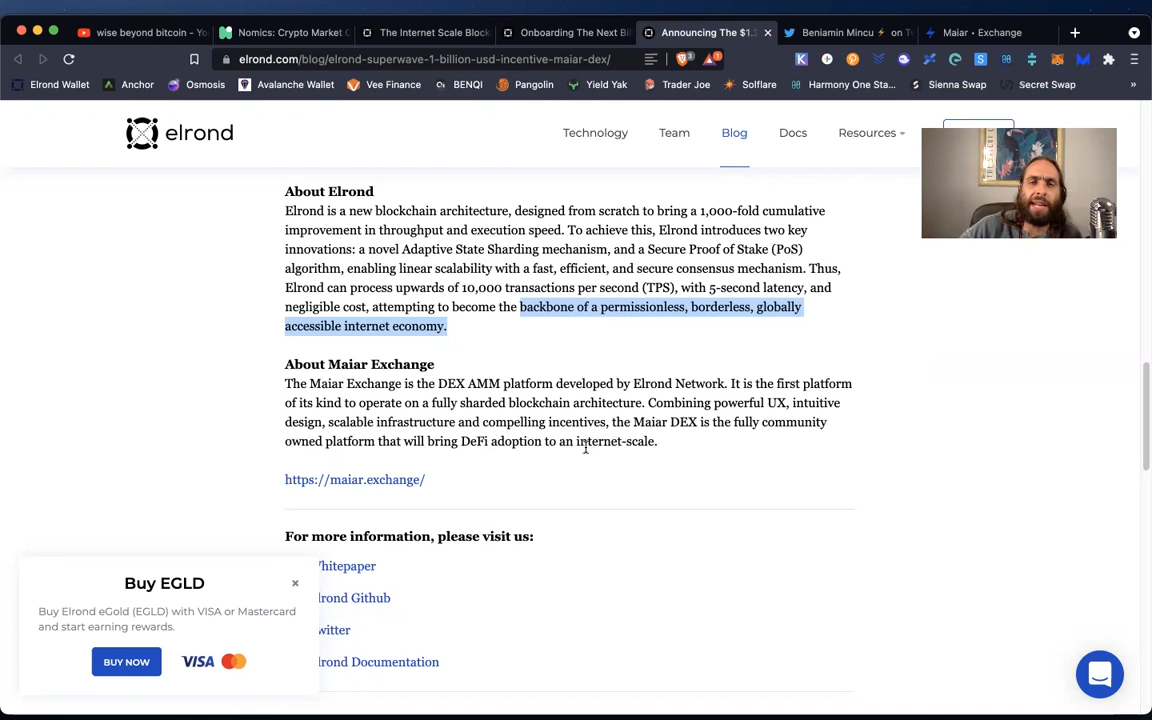 wise beyond bitcoin - Yo
Nomics: Crypto Market C
The Internet Scale Block
Onboarding The Next Bi
Announcing The $1.
Beniamin Mincu ⚡ on Tw
Maiar • Exchange
elrond.com/blog/elrond-superwave-1-billion-usd-incentive-maiar-dex/
Elrond Wallet
Anchor
Osmosis
Avalanche Wallet
Vee Finance
BENQI
Pangolin
Yield Yak
Trader Joe
Solflare
Harmony One Sta...
Sienna Swap
Secret Swap
»
elrond
Technology
Team
Blog
Docs
Resources
About Elrond
Elrond is a new blockchain architecture, designed from scratch to bring a 1,000-fold cumulative
improvement in throughput and execution speed. To achieve this, Elrond introduces two key
innovations: a novel Adaptive State Sharding mechanism, and a Secure Proof of Stake (PoS)
algorithm, enabling linear scalability with a fast, efficient, and secure consensus mechanism. Thus,
Elrond can process upwards of 10,000 transactions per second (TPS), with 5-second latency, and
negligible cost, attempting to become the backbone of a permissionless, borderless, globally
accessible internet economy.
About Maiar Exchange
The Maiar Exchange is the DEX AMM platform developed by Elrond Network. It is the first platform
of its kind to operate on a fully sharded blockchain architecture. Combining powerful UX, intuitive
design, scalable infrastructure and compelling incentives, the Maiar DEX is the fully community
owned platform that will bring DeFi adoption to an internet-scale.
https://maiar.exchange/
For more information, please visit us:
hitepaper
lrond Github
witter
lrond Documentation
Buy EGLD
×
Buy Elrond eGold (EGLD) with VISA or Mastercard
and start earning rewards.
BUY NOW
VISA